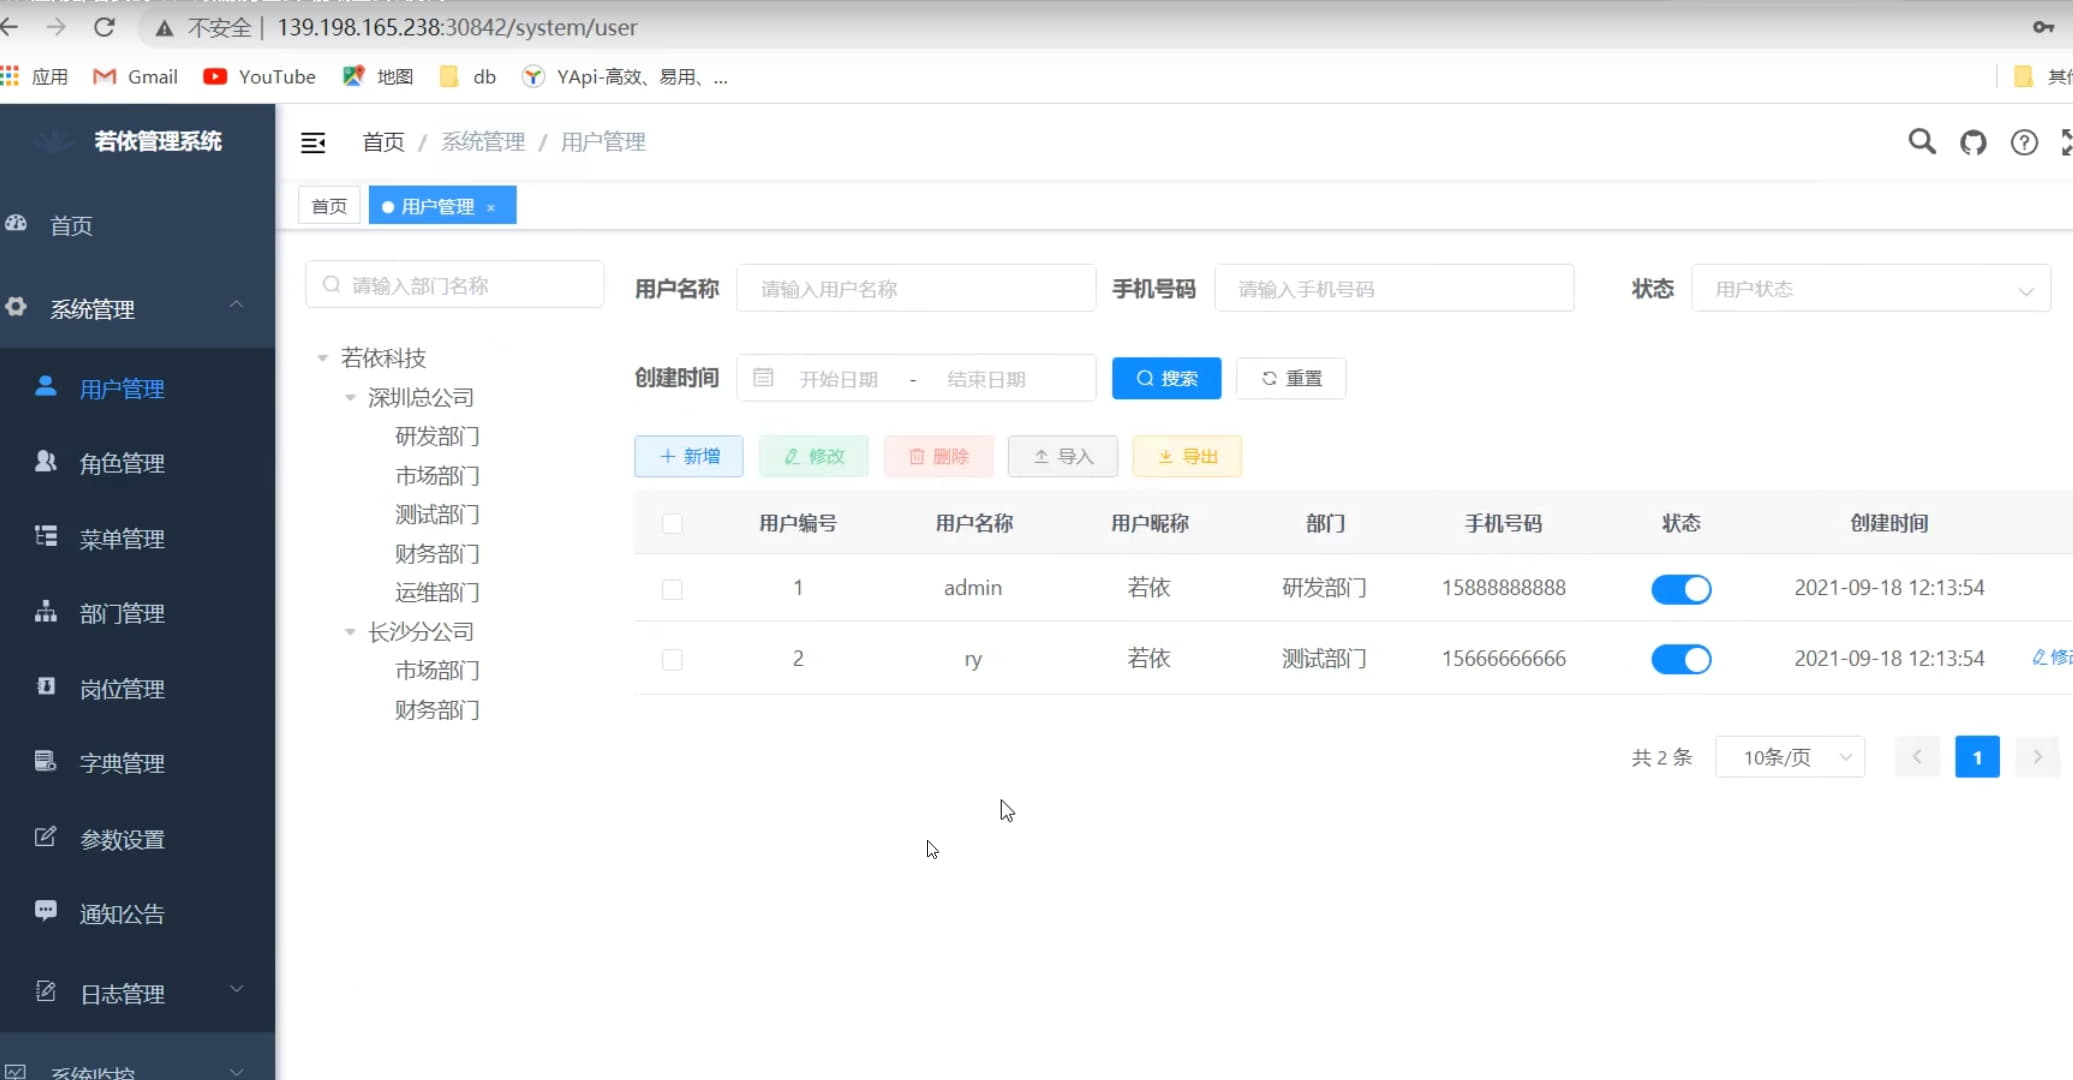 不安全 | 139.198.165.238:30842/system/user
应用 Gmail YouTube 地图 db YApi-高效、易用、...
若依管理系统
首页 / 系统管理 / 用户管理
首页 用户管理 ×
首页
系统管理
用户管理
角色管理
菜单管理
部门管理
岗位管理
字典管理
参数设置
通知公告
日志管理
系统监控
请输入部门名称
若依科技
深圳总公司
研发部门
市场部门
测试部门
财务部门
运维部门
长沙分公司
市场部门
财务部门
用户名称 请输入用户名称 手机号码 请输入手机号码 状态 用户状态
创建时间 开始日期 - 结束日期 搜索 重置
新增 修改 删除 导入 导出
用户编号 用户名称 用户昵称 部门 手机号码 状态 创建时间
1 admin 若依 研发部门 15888888888 2021-09-18 12:13:54
2 ry 若依 测试部门 15666666666 2021-09-18 12:13:54 修改
共 2 条 10条/页 1